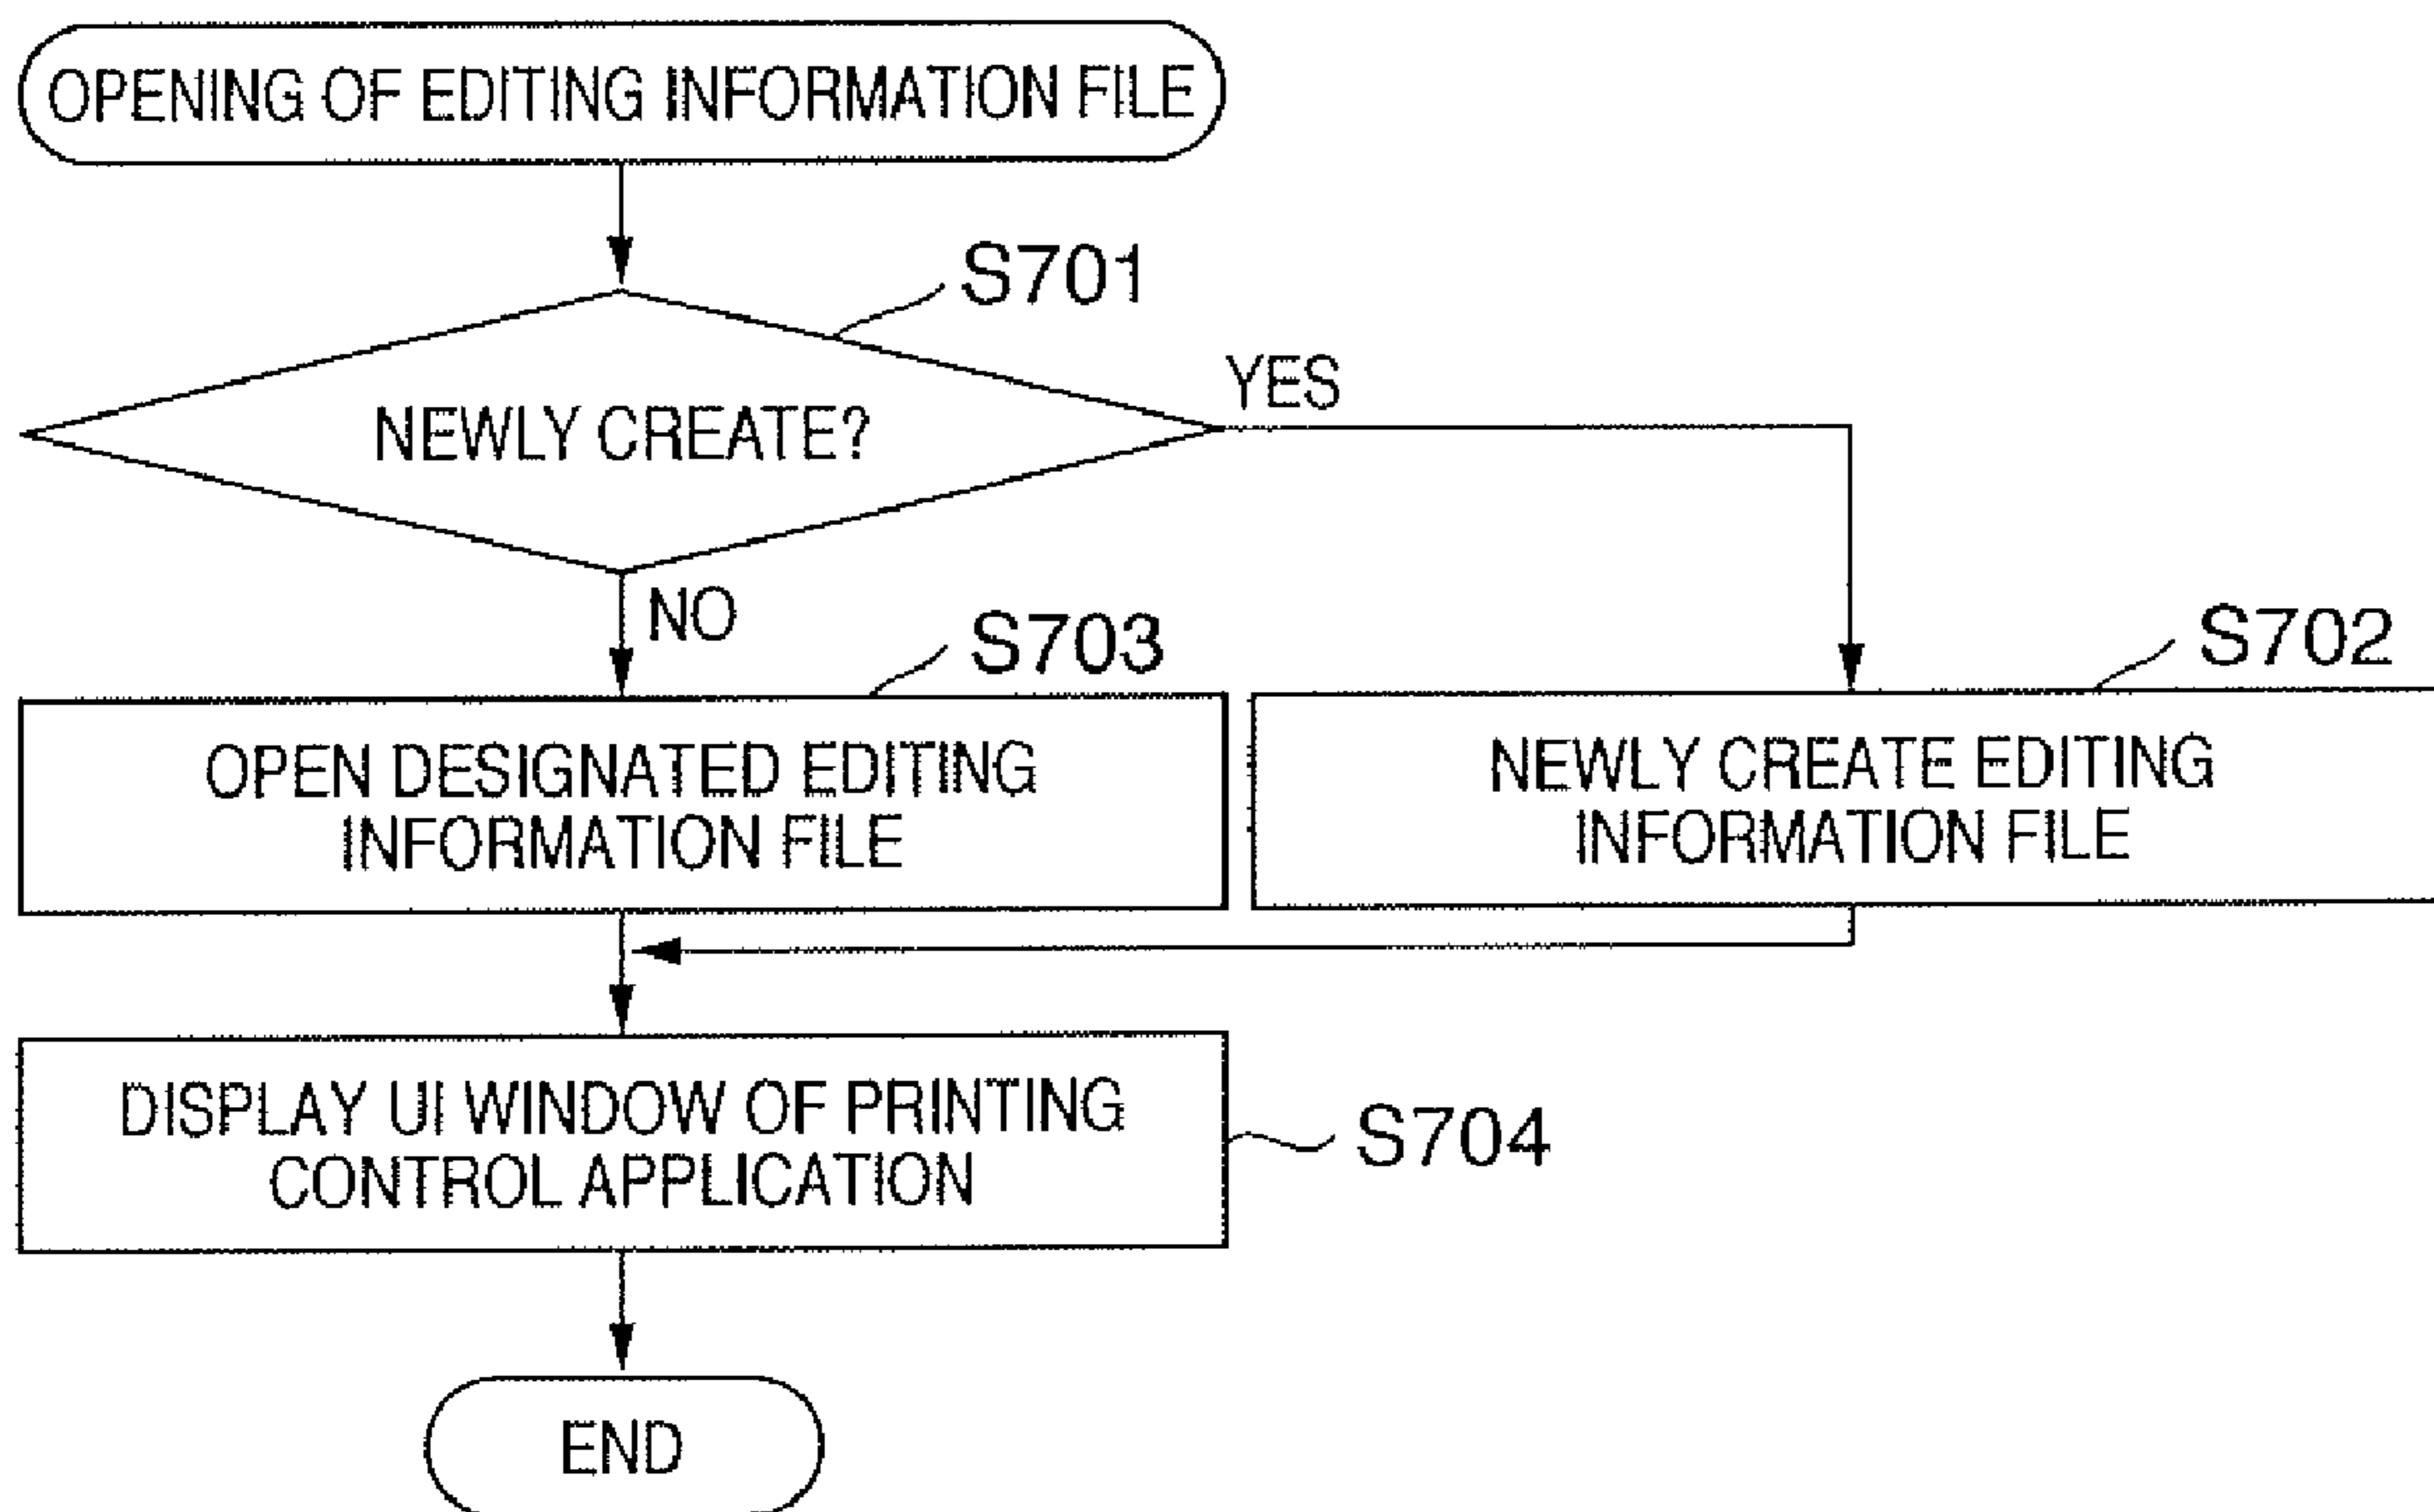 OPENING OF EDITING INFORMATION FILE
S701
NEWLY CREATE?
YES
NO
S703
S702
OPEN DESIGNATED EDITING
INFORMATION FILE
NEWLY CREATE EDITING
INFORMATION FILE
DISPLAY UI WINDOW OF PRINTING
CONTROL APPLICATION
S704
END